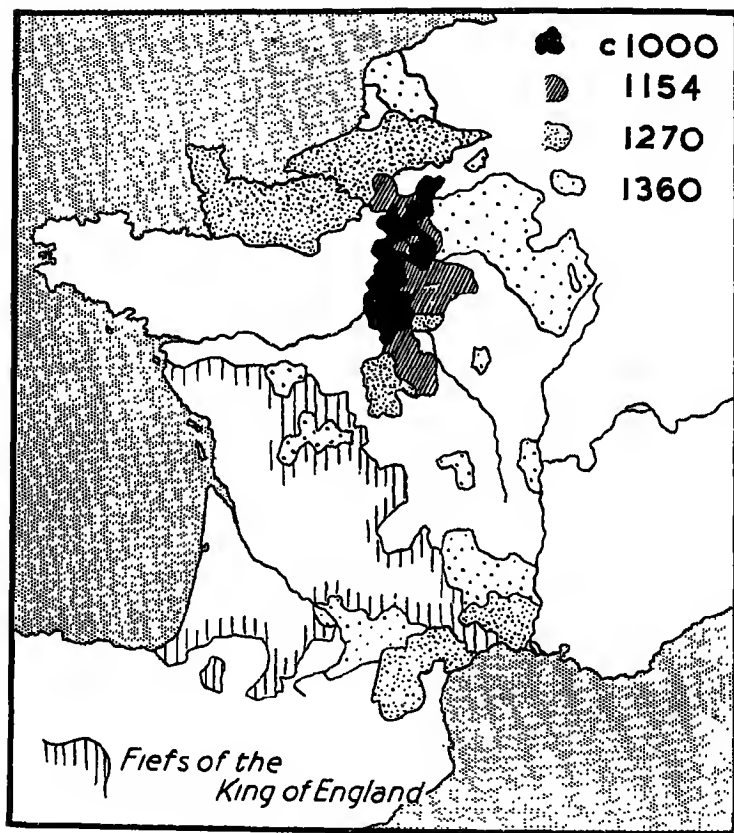 c1000
1154
1270
1360
Fiefs of the
King of England